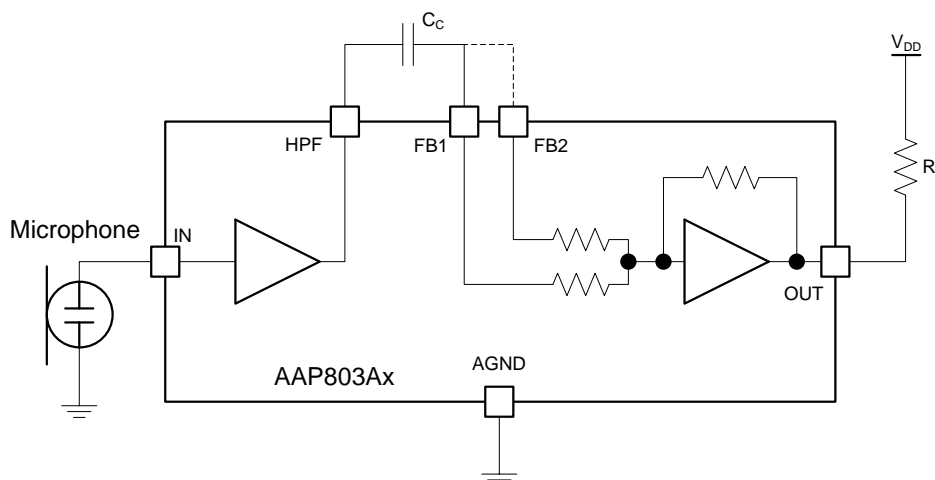 C_C
V_DD
HPF
FB1
FB2
R
Microphone
IN
OUT
AGND
AAP803Ax